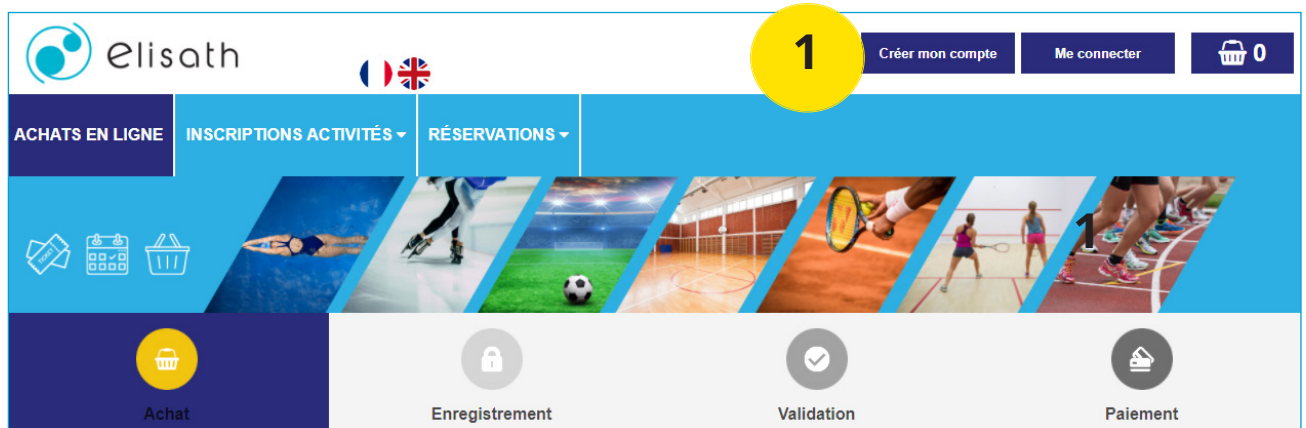 elisath
1
Créer mon compte
Me connecter
0
ACHATS EN LIGNE
INSCRIPTIONS ACTIVITÉS
RÉSERVATIONS
TICKET
1
Achat
Enregistrement
Validation
Paiement